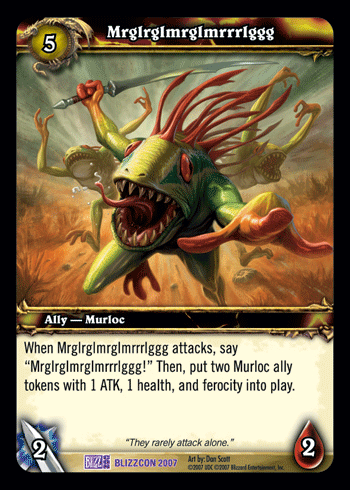 5
Mrglrglmrglmrrrlggg
Ally — Murloc
When Mrglrglmrglmrrrlggg attacks, say
“Mrglrglmrglmrrrlggg!” Then, put two Murloc ally
tokens with 1 ATK, 1 health, and ferocity into play.
2
2
“They rarely attack alone.”
BLIZZ BLIZZCON 2007
Art by: Dan Scott
©2007 UDC ©2007 Blizzard Entertainment, Inc.